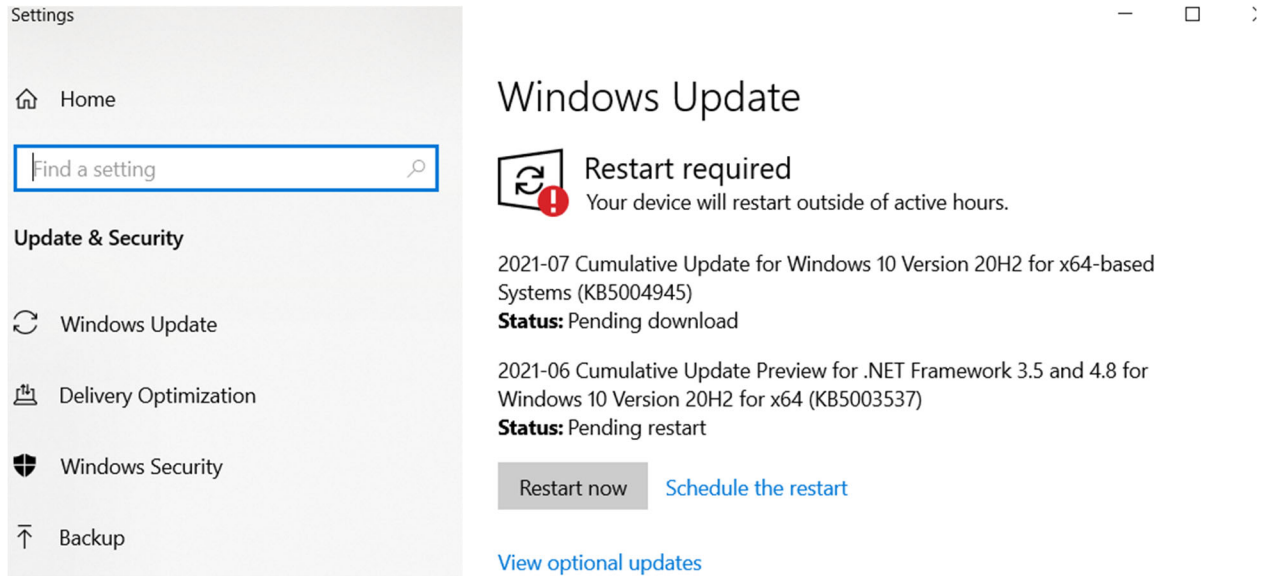 Settings
Home
Find a setting
Update & Security
Windows Update
Delivery Optimization
Windows Security
Backup
Windows Update
Restart required
Your device will restart outside of active hours.
2021-07 Cumulative Update for Windows 10 Version 20H2 for x64-based
Systems (KB5004945)
Status: Pending download
2021-06 Cumulative Update Preview for .NET Framework 3.5 and 4.8 for
Windows 10 Version 20H2 for x64 (KB5003537)
Status: Pending restart
Restart now Schedule the restart
View optional updates